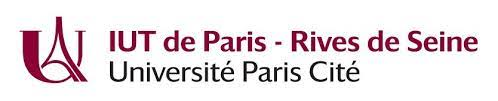 IUT de Paris - Rives de Seine
Université Paris Cité